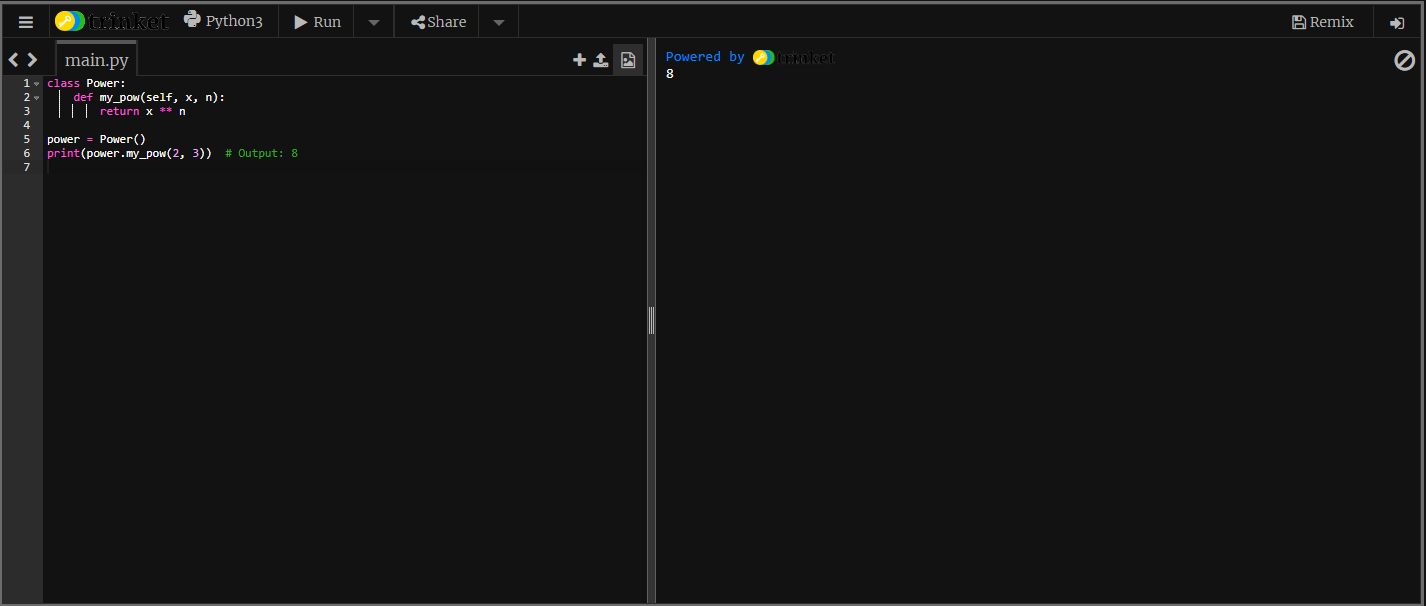 trinket Python3 Run Share Remix
main.py
1 class Power:
2 def my_pow(self, x, n):
3 return x ** n
4
5 power = Power()
6 print(power.my_pow(2, 3))  # Output: 8
7
Powered by trinket
8